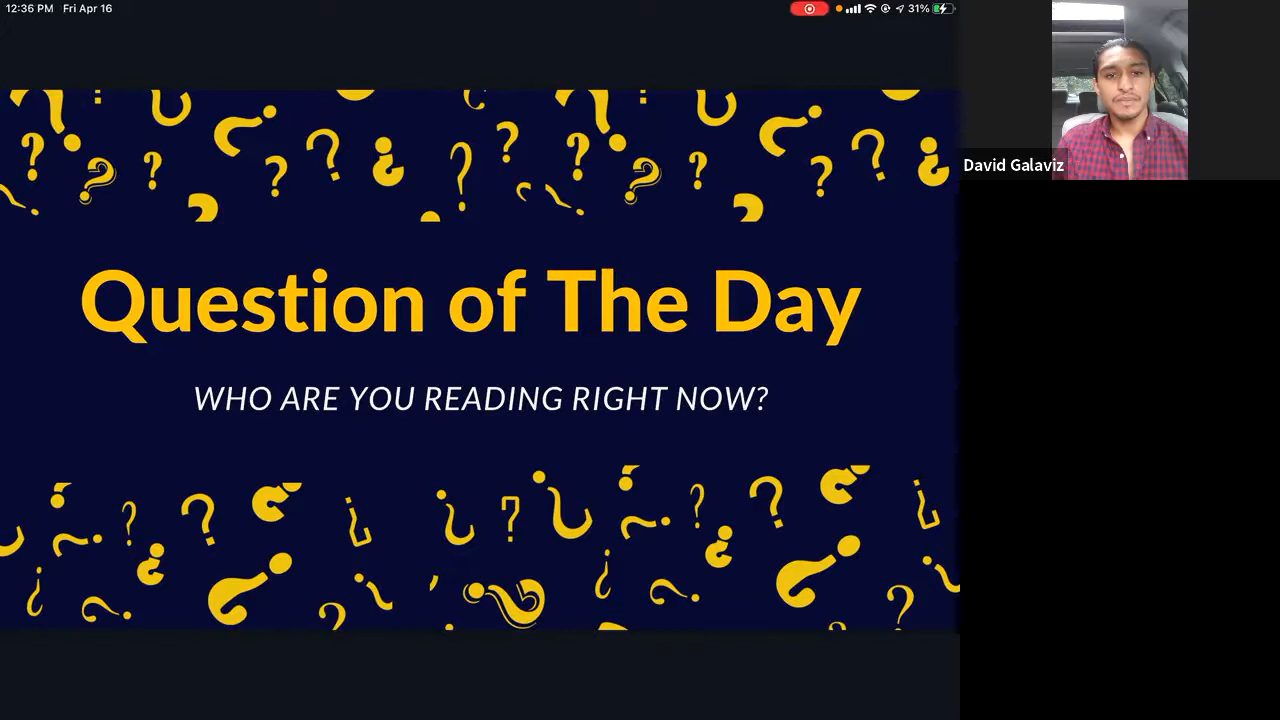 12:36 PM Fri Apr 16
31%
Question of The Day
WHO ARE YOU READING RIGHT NOW?
David Galaviz